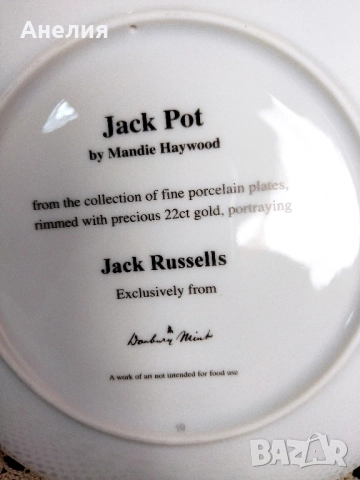 Анелия
Jack Pot
by Mandie Haywood
from the collection of fine porcelain plates,
rimmed with precious 22ct gold, portraying
Jack Russells
Exclusively from
Danbury Mint
A work of art not intended for food use
BAZAR